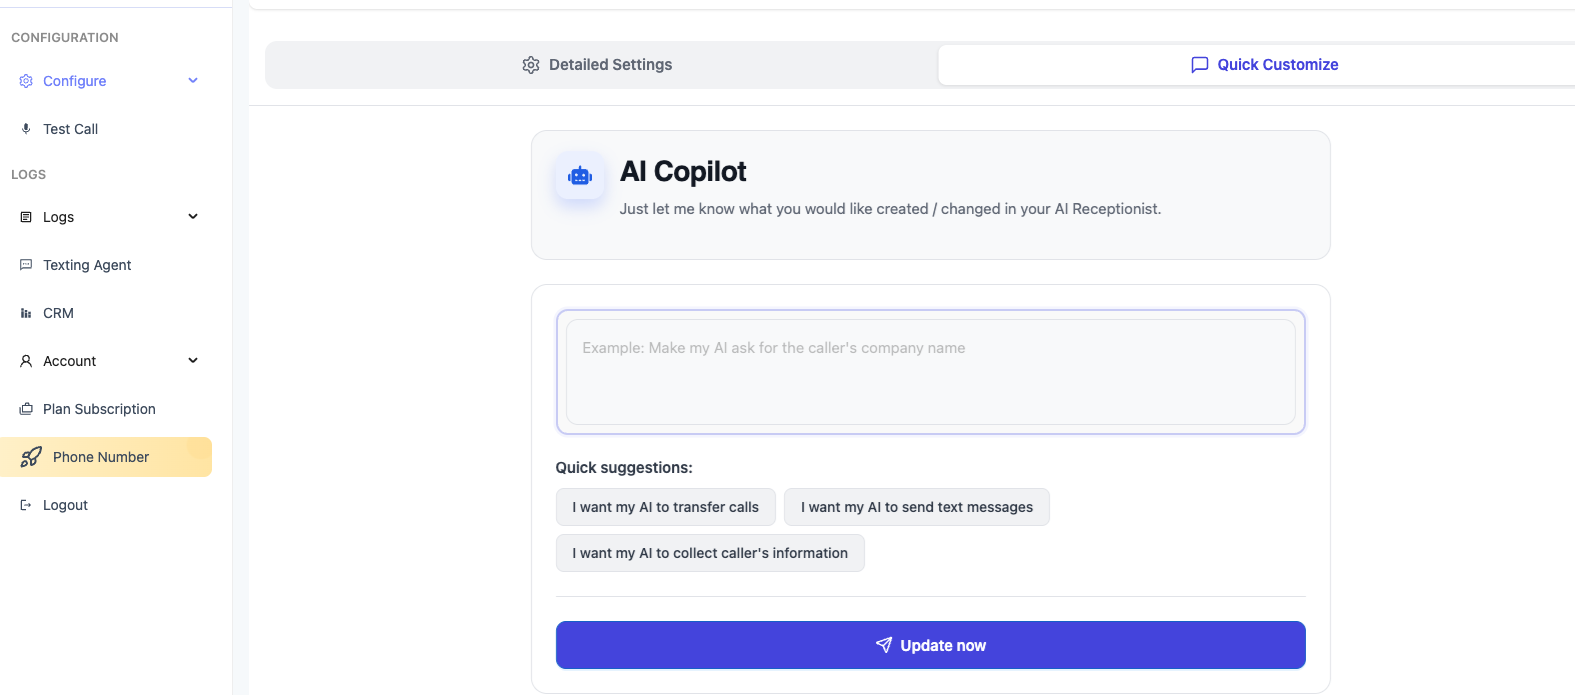 CONFIGURATION
Configure
Test Call
LOGS
Logs
Texting Agent
CRM
Account
Plan Subscription
Phone Number
Logout
Detailed Settings
Quick Customize
AI Copilot
Just let me know what you would like created / changed in your AI Receptionist.
Example: Make my AI ask for the caller's company name
Quick suggestions:
I want my AI to transfer calls
I want my AI to send text messages
I want my AI to collect caller's information
Update now